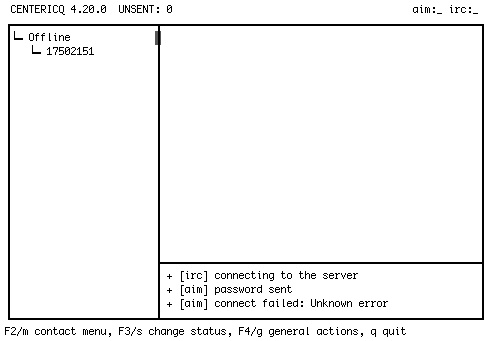 CENTERICQ 4.20.0 UNSENT: 0 aim:_ irc:_
Offline
17502151
+ [irc] connecting to the server
+ [aim] password sent
+ [aim] connect failed: Unknown error
F2/m contact menu, F3/s change status, F4/g general actions, q quit